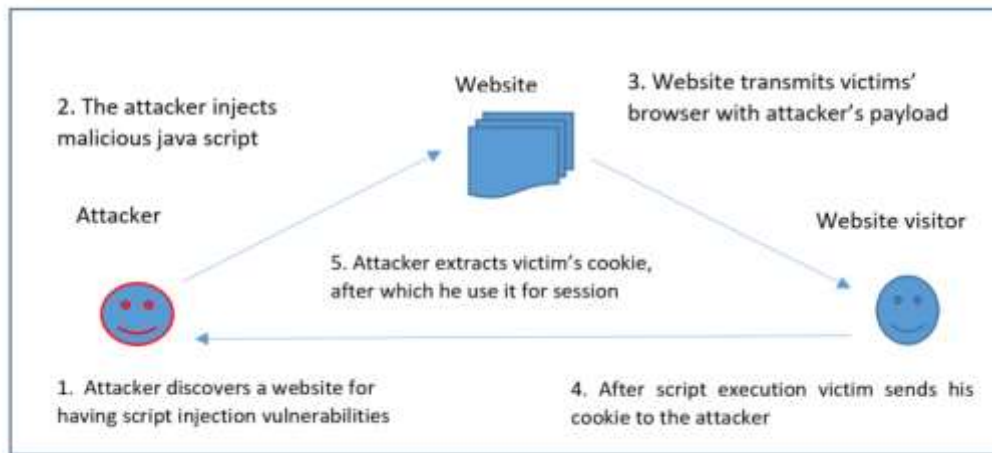 Website
2. The attacker injects
malicious java script
3. Website transmits victims'
browser with attacker's payload
Attacker
Website visitor
5. Attacker extracts victim's cookie,
after which he use it for session
1. Attacker discovers a website for
having script injection vulnerabilities
4. After script execution victim sends his
cookie to the attacker